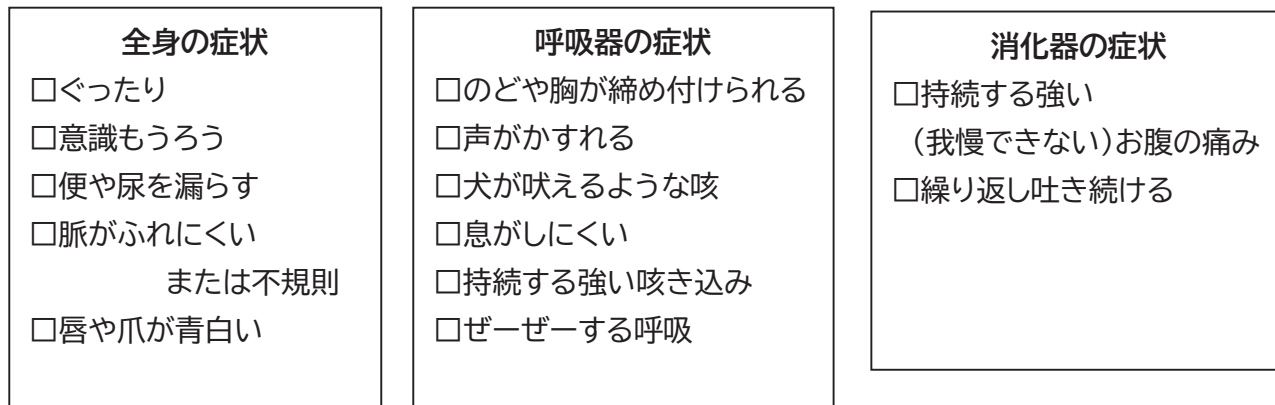 全身の症状
□ぐったり
□意識もうろう
□便や尿を漏らす
□脈がふれにくい
または不規則
□唇や爪が青白い
呼吸器の症状
□のどや胸が締め付けられる
□声がかすれる
□犬が吠えるような咳
□息がしにくい
□持続する強い咳き込み
□ぜーぜーする呼吸
消化器の症状
□持続する強い
（我慢できない）お腹の痛み
□繰り返し吐き続ける